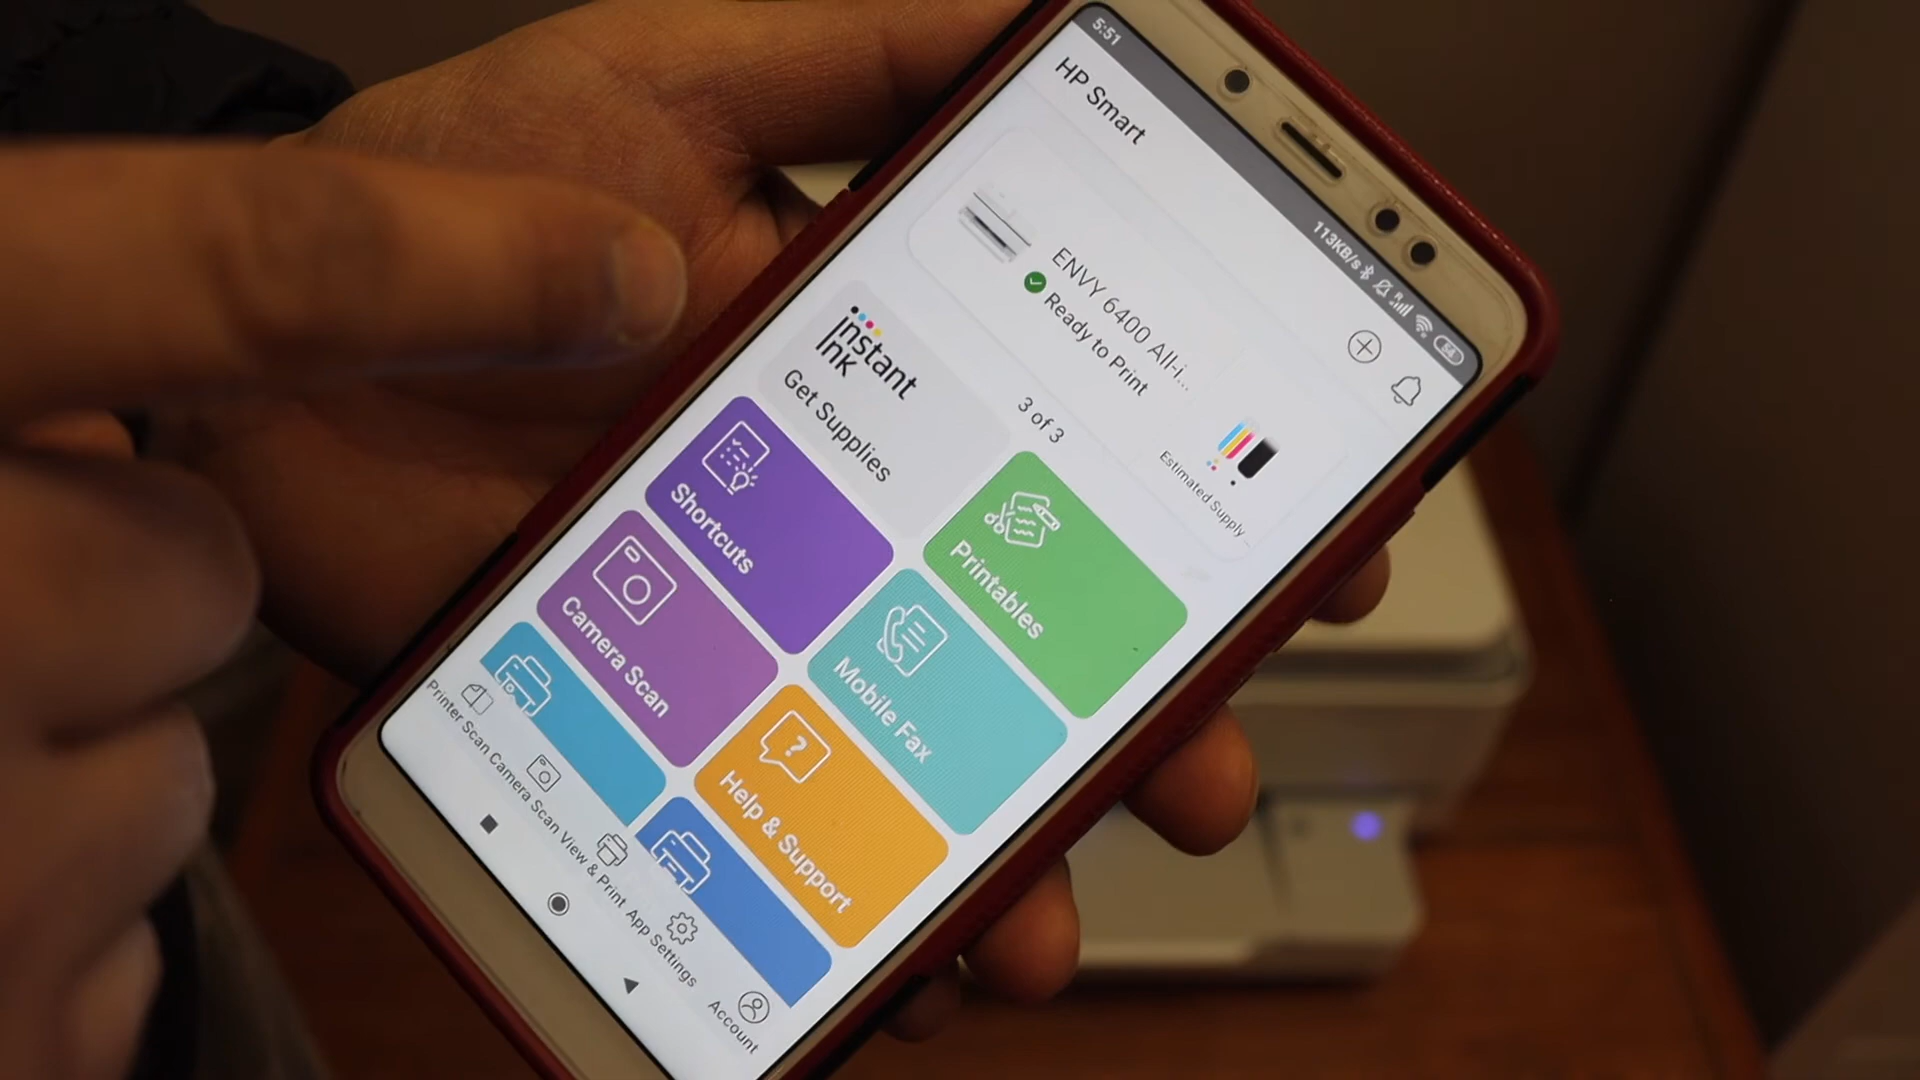 5:51
113KB/s
R
54
HP Smart
ENVY 6400 All-i...
Ready to Print
Estimated Supply...
3 of 3
Instant
Ink
Get Supplies
Printables
Shortcuts
Mobile Fax
Camera Scan
Help & Support
Printer Scan
Camera Scan
View & Print
App Settings
Account